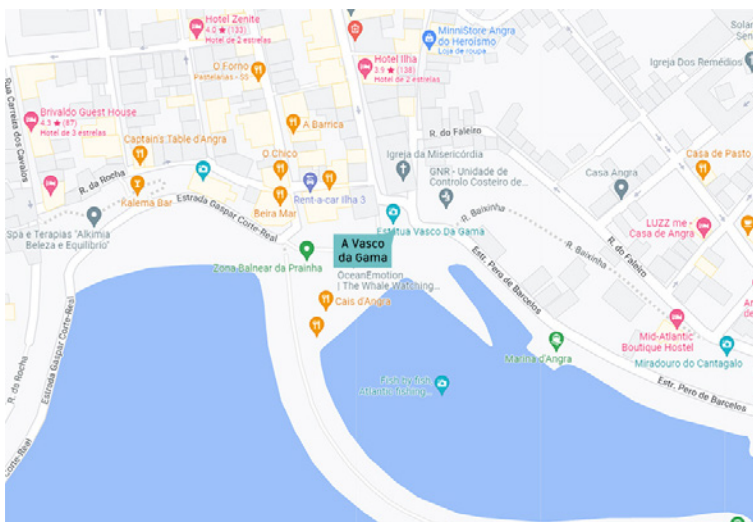 Hotel Zenite
4.0 ★ (133)
Hotel de 2 estrelas
O Forno
Pastelarias - $$
MinniStore Angra
do Heroísmo
Loja de roupa...
Hotel Ilha
3.9 ★ (138)
Hotel de 2 estrelas
Igreja Dos Remédios
Rua Carreira dos Cavalos
Brivaldo Guest House
4.3 ★ (87)
Hotel de 3 estrelas
A Barrica
R. do Faleiro
Captain's Table d'Angra
O Chico
Igreja da Misericórdia
Casa de Pasto
R. da Rocha
GNR - Unidade de
Controlo Costeiro de...
Casa Angra
Kalema Bar
Estrada Gaspar Corte-Real
Rent-a-car Ilha 3
Beira Mar
R. Baixinha
Spa e Terapias "Alkimia
Beleza e Equilíbrio"
Estátua Vasco Da Gama
LUZZ me -
Casa de Angra
A Vasco
da Gama
R. Baixinha
R. do Faleiro
Zona Balnear da Prainha
Estr. Pero de Barcelos
OceanEmotion
| The Whale Watching...
Cais d'Angra
Mid-Atlantic
Boutique Hostel
Marina d'Angra
Miradouro do Cantagalo
Estrada Gaspar Corte-Real
R. da Rocha
Fish by fish,
Atlantic fishing...
Estr. Pero de Barcelos
Corte-Real